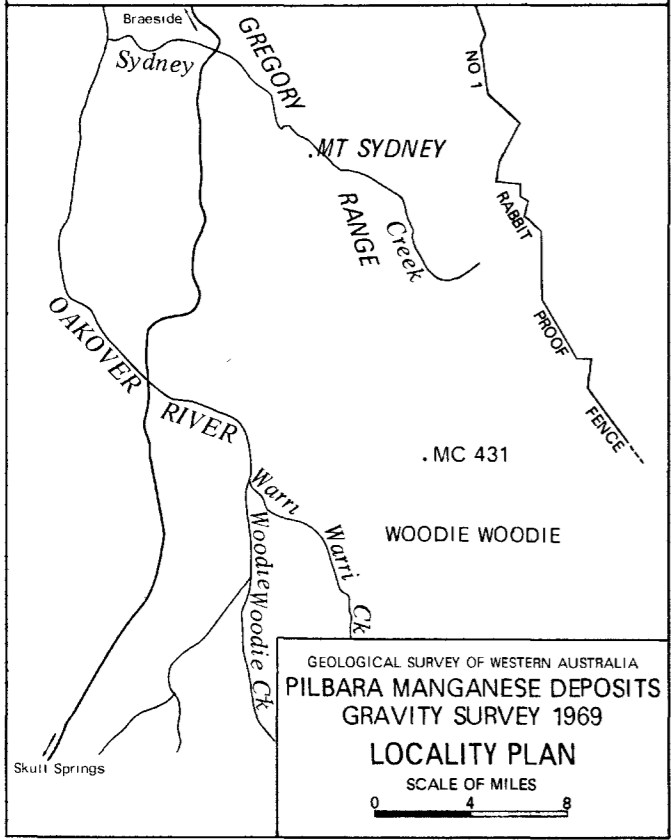 Braeside
Sydney
GREGORY
NO 1
MT SYDNEY
RANGE
Creek
RABBIT
OAKOVER
RIVER
PROOF
FENCE
MC 431
Warri
Warri Ck
Woodie Woodie Ck
WOODIE WOODIE
Skull Springs
GEOLOGICAL SURVEY OF WESTERN AUSTRALIA
PILBARA MANGANESE DEPOSITS
GRAVITY SURVEY 1969
LOCALITY PLAN
SCALE OF MILES
0 4 8